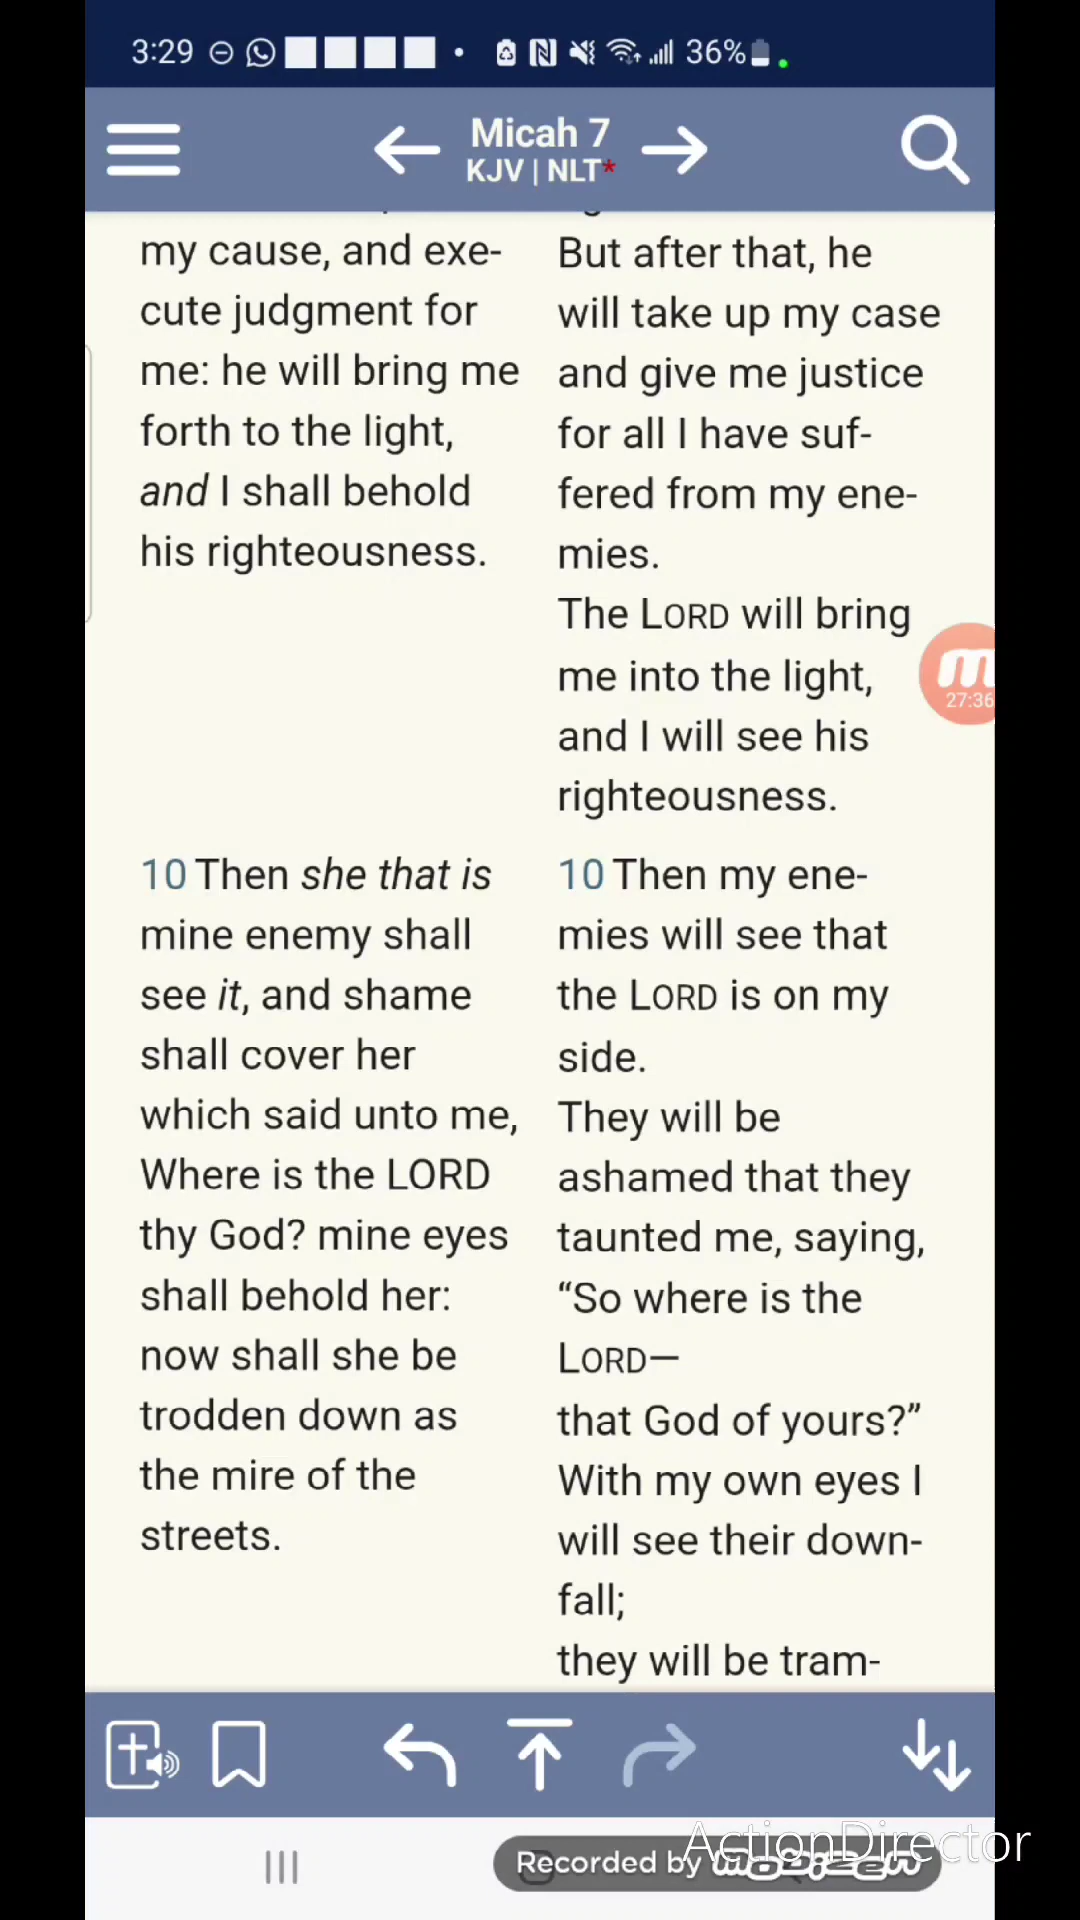 3:29
36%
Micah 7
KJV | NLT*
my cause, and exe-
cute judgment for
me: he will bring me
forth to the light,
and I shall behold
his righteousness.
But after that, he
will take up my case
and give me justice
for all I have suf-
fered from my ene-
mies.
The LORD will bring
me into the light,
and I will see his
righteousness.
27:36
10 Then she that is
mine enemy shall
see it, and shame
shall cover her
which said unto me,
Where is the LORD
thy God? mine eyes
shall behold her:
now shall she be
trodden down as
the mire of the
streets.
10 Then my ene-
mies will see that
the LORD is on my
side.
They will be
ashamed that they
taunted me, saying,
“So where is the
LORD—
that God of yours?”
With my own eyes I
will see their down-
fall;
they will be tram-
ActionDirector
Recorded by mobizen